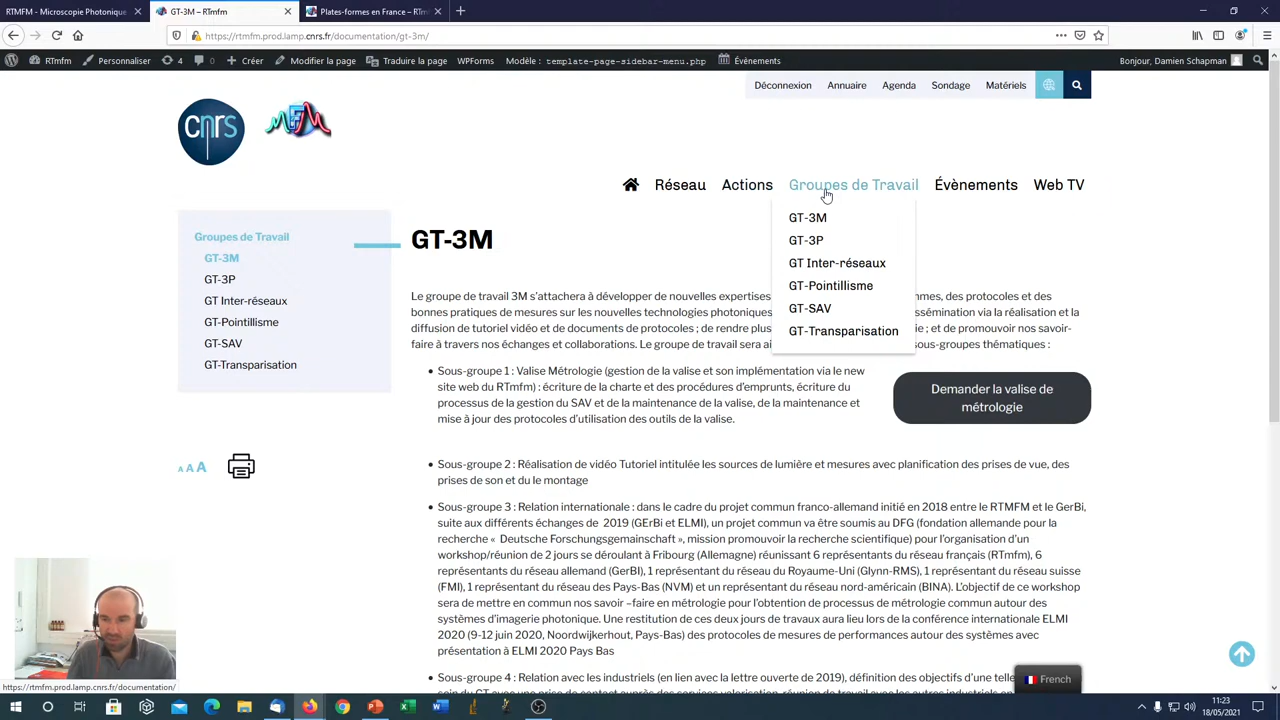 RTMFM – Microscopie Photonique
GT-3M – RTmfm
Plates-formes en France – RTmfm
https://rtmfm.prod.lamp.cnrs.fr/documentation/gt-3m/
RTmfm
Personnaliser
4
0
Créer
Modifier la page
Traduire la page
WPForms
Modèle : template-page-sidebar-menu.php
Évènements
Bonjour, Damien Schapman
Déconnexion
Annuaire
Agenda
Sondage
Matériels
cnrs
MFM
Réseau
Actions
Groupes de Travail
Évènements
Web TV
GT-3M
GT-3P
GT Inter-réseaux
GT-Pointillisme
GT-SAV
GT-Transparisation
Groupes de Travail
GT-3M
GT-3P
GT Inter-réseaux
GT-Pointillisme
GT-SAV
GT-Transparisation
A A A
GT-3M
Le groupe de travail 3M s'attachera à développer de nouvelles expertises mmes, des protocoles et des
bonnes pratiques de mesures sur les nouvelles technologies photoniques émination via la réalisation et la
diffusion de tutoriel vidéo et de documents de protocoles ; de rendre plus ie ; et de promouvoir nos savoir-
faire à travers nos échanges et collaborations. Le groupe de travail sera sous-groupes thématiques :
Sous-groupe 1 : Valise Métrologie (gestion de la valise et son implémentation via le new
site web du RTmfm) : écriture de la charte et des procédures d'emprunts, écriture du
processus de la gestion du SAV et de la maintenance de la valise, de la maintenance et
mise à jour des protocoles d'utilisation des outils de la valise.
Demander la valise de
métrologie
Sous-groupe 2 : Réalisation de vidéo Tutoriel intitulée les sources de lumière et mesures avec planification des prises de vue, des
prises de son et du le montage
Sous-groupe 3 : Relation internationale : dans le cadre du projet commun franco-allemand initié en 2018 entre le RTMFM et le GerBi,
suite aux différents échanges de 2019 (GErBi et ELMI), un projet commun va être soumis au DFG (fondation allemande pour la
recherche « Deutsche Forschungsgemeinschaft », mission promouvoir la recherche scientifique) pour l'organisation d'un
workshop/réunion de 2 jours se déroulant à Fribourg (Allemagne) réunissant 6 représentants du réseau français (RTmfm), 6
représentants du réseau allemand (GerBI), 1 représentant du réseau du Royaume-Uni (Glynn-RMS), 1 représentant du réseau suisse
(FMI), 1 représentant du réseau des Pays-Bas (NVM) et un représentant du réseau nord-américain (BINA). L'objectif de ce workshop
sera de mettre en commun nos savoir –faire en métrologie pour l'obtention de processus de métrologie commun autour des
systèmes d'imagerie photonique. Une restitution de ces deux jours de travaux aura lieu lors de la conférence internationale ELMI
2020 (9-12 juin 2020, Noordwijkerhout, Pays-Bas) des protocoles de mesures de performances autour des systèmes avec
présentation à ELMI 2020 Pays Bas
Sous-groupe 4 : Relation avec les industriels (en lien avec la lettre ouverte de 2019), définition des objectifs d'une telle
French
https://rtmfm.prod.lamp.cnrs.fr/documentation/
11:23
18/05/2021